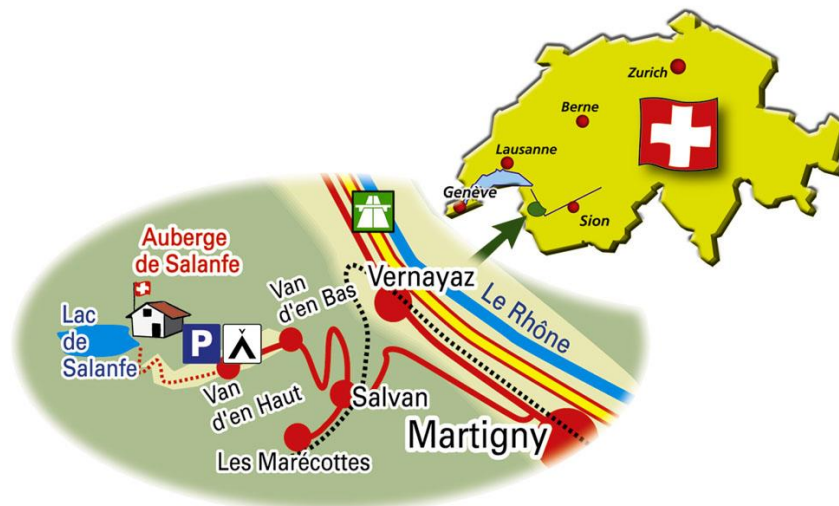 Zurich
Berne
Lausanne
Genève
Sion
Auberge
de Salanfe
Van
d'en Bas
Vernayaz
Le Rhône
Lac
de
Salanfe
P
Van
d'en Haut
Salvan
Martigny
Les Marécottes